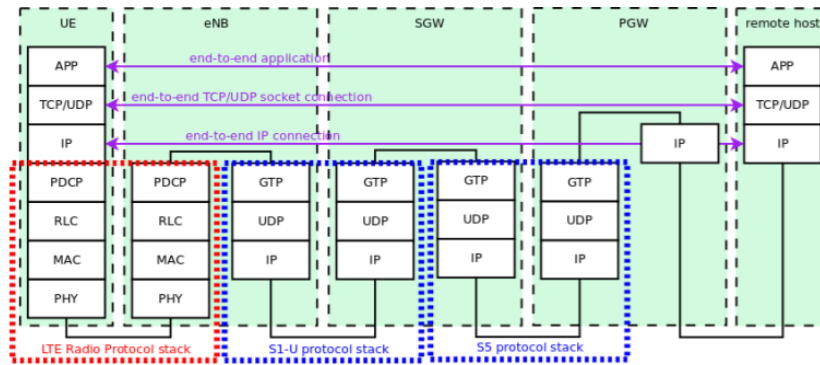 UE eNB SGW PGW remote host
APP end-to-end application APP
TCP/UDP end-to-end TCP/UDP socket connection TCP/UDP
IP end-to-end IP connection IP IP
PDCP PDCP GTP GTP GTP GTP
RLC RLC UDP UDP UDP UDP
MAC MAC IP IP IP IP
PHY PHY
LTE Radio Protocol stack S1-U protocol stack S5 protocol stack